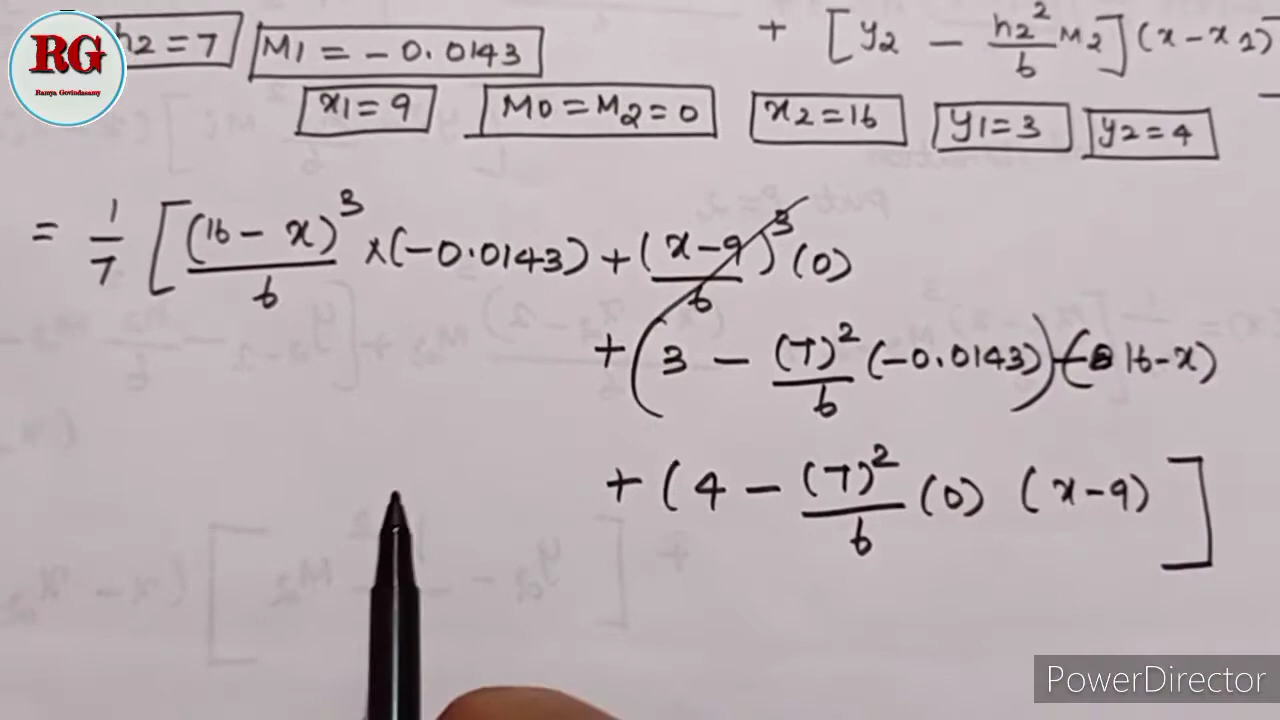 RG
Ramya Govindasamy
h2 = 7 M1 = -0.0143 + [y2 - h2²/6 M2](x-x1)
x1 = 9 M0 = M2 = 0 x2 = 16 y1 = 3 y2 = 4
= 1/7 [(16-x)³/6 ×(-0.0143) + (x-9)³/6 (0)
+ (3 - (7)²/6 (-0.0143)) (16-x)
+ (4 - (7)²/6 (0) (x-9)]
PowerDirector